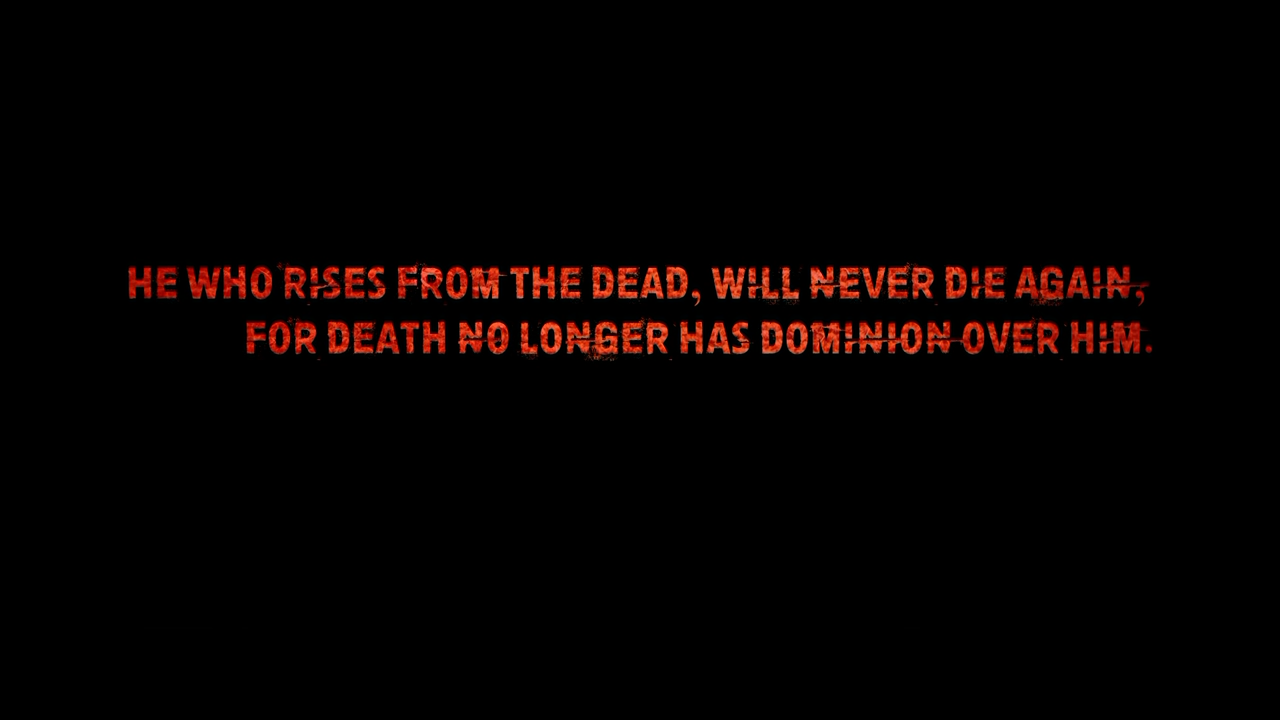 HE WHO RISES FROM THE DEAD, WILL NEVER DIE AGAIN,
FOR DEATH NO LONGER HAS DOMINION OVER HIM.